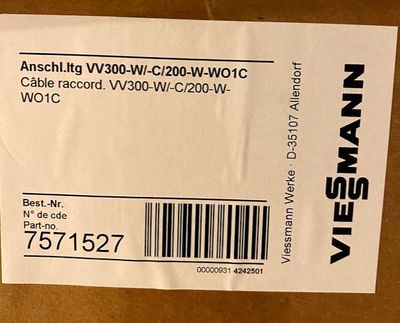 Anschl.ltg VV300-W/-C/200-W-WO1C
Câble raccord. VV300-W/-C/200-W-
WO1C
Best.-Nr.
N° de cde
Part-no.
7571527
00000931 4242501
Viessmann Werke · D-35107 Allendorf
VIESSMANN